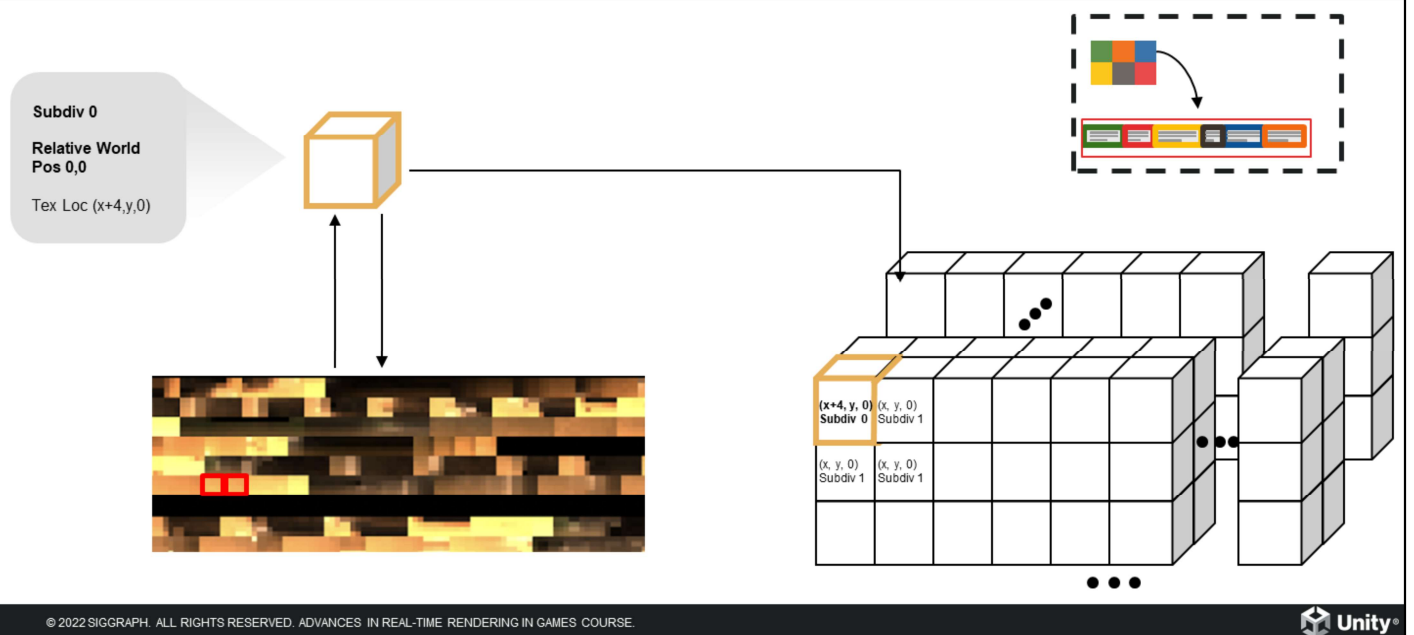 Subdiv 0
Relative World
Pos 0,0
Tex Loc (x+4,y,0)
(x+4, y, 0) (x, y, 0)
Subdiv 0 Subdiv 1
(x, y, 0) (x, y, 0)
Subdiv 1 Subdiv 1
© 2022 SIGGRAPH. ALL RIGHTS RESERVED. ADVANCES IN REAL-TIME RENDERING IN GAMES COURSE.
Unity®